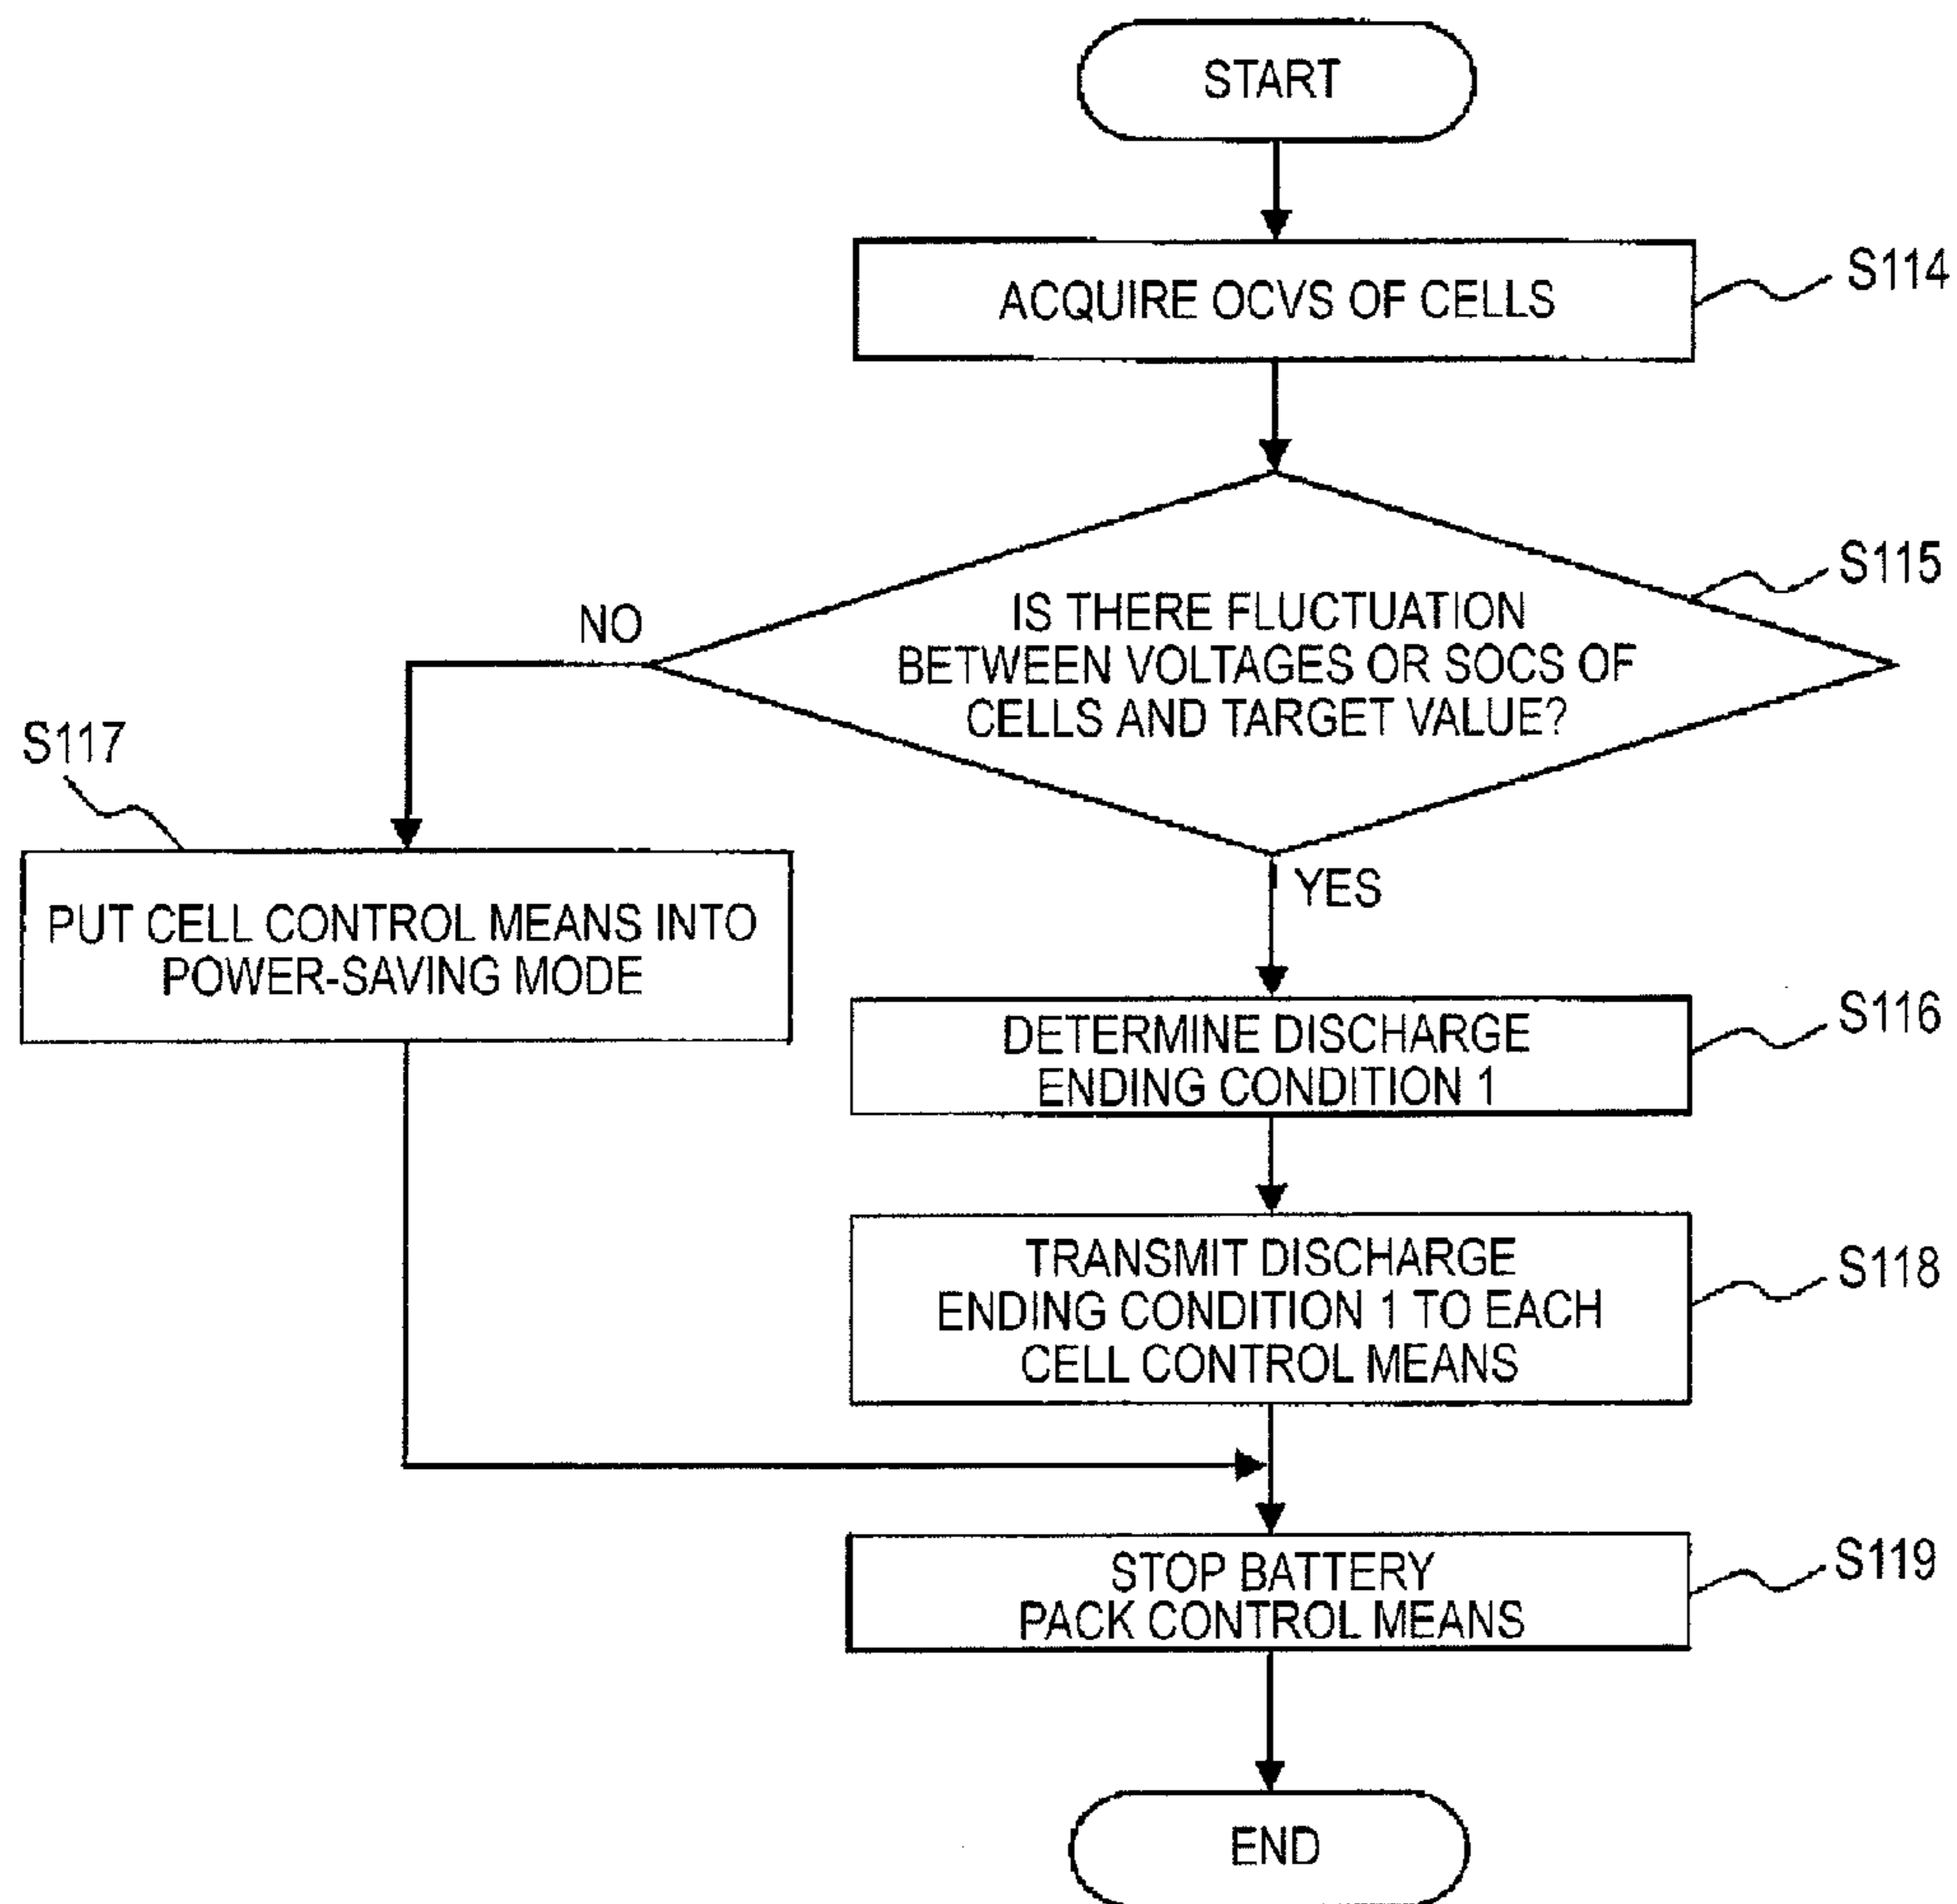 START
ACQUIRE OCVS OF CELLS
S114
S115
IS THERE FLUCTUATION
BETWEEN VOLTAGES OR SOCS OF
CELLS AND TARGET VALUE?
NO
YES
S117
PUT CELL CONTROL MEANS INTO
POWER-SAVING MODE
S116
DETERMINE DISCHARGE
ENDING CONDITION 1
TRANSMIT DISCHARGE
ENDING CONDITION 1 TO EACH
CELL CONTROL MEANS
S118
STOP BATTERY
PACK CONTROL MEANS
S119
END